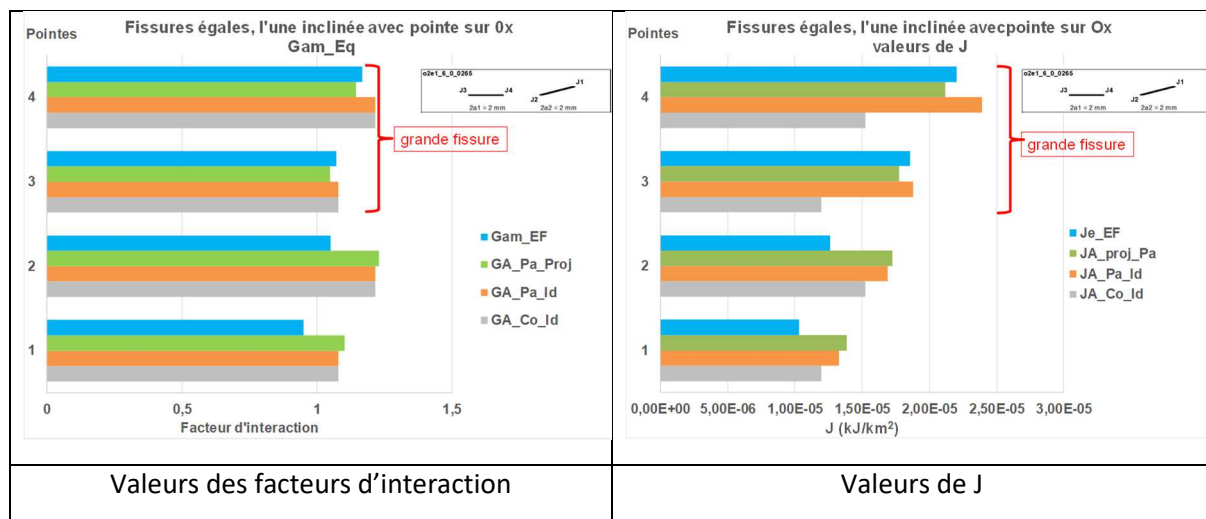 Pointes
Fissures égales, l'une inclinée avec pointe sur 0x
Gam_Eq
o2e1_6_0_0265
J3 J4 J2 J1
2a1 = 2 mm 2a2 = 2 mm
4
grande fissure
3
2
1
Gam_EF
GA_Pa_Proj
GA_Pa_Id
GA_Co_Id
0 0,5 1 1,5
Facteur d'interaction
Pointes
Fissures égales, l'une inclinée avecpointe sur Ox
valeurs de J
o2e1_6_0_0265
J3 J4 J2 J1
2a1 = 2 mm 2a2 = 2 mm
4
grande fissure
3
2
1
Je_EF
JA_proj_Pa
JA_Pa_Id
JA_Co_Id
0,00E+00 5,00E-06 1,00E-05 1,50E-05 2,00E-05 2,50E-05 3,00E-05
J (kJ/km²)
Valeurs des facteurs d’interaction
Valeurs de J